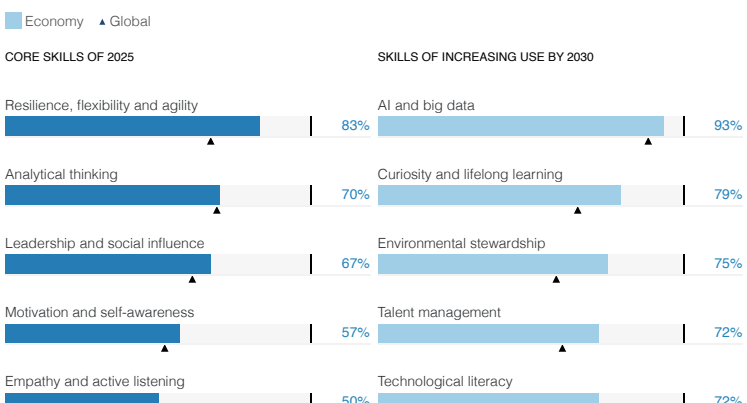 Economy
Global
CORE SKILLS OF 2025
Resilience, flexibility and agility
83%
Analytical thinking
70%
Leadership and social influence
67%
Motivation and self-awareness
57%
Empathy and active listening
50%
SKILLS OF INCREASING USE BY 2030
AI and big data
93%
Curiosity and lifelong learning
79%
Environmental stewardship
75%
Talent management
72%
Technological literacy
72%